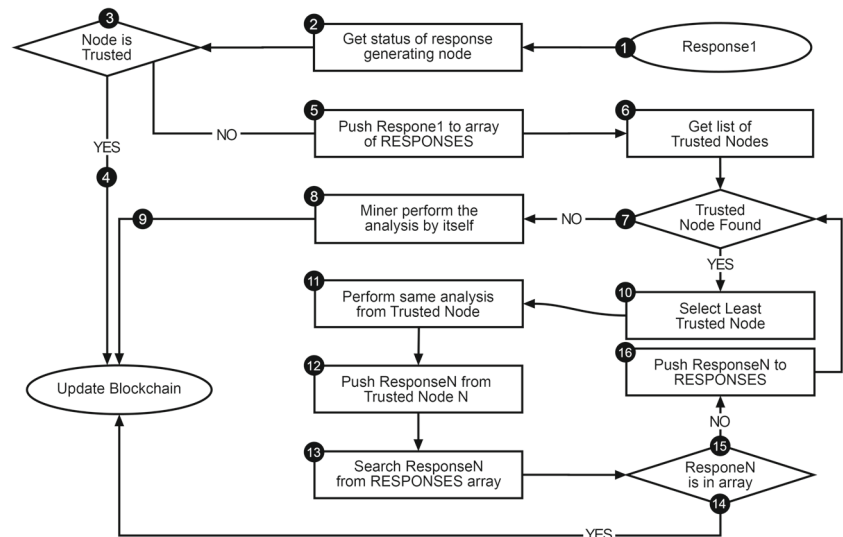 3
Node is
Trusted
2
Get status of response
generating node
1
Response1
YES
4
NO
5
Push Respone1 to array
of RESPONSES
6
Get list of
Trusted Nodes
9
8
Miner perform the
analysis by itself
NO
7
Trusted
Node Found
YES
11
Perform same analysis
from Trusted Node
10
Select Least
Trusted Node
Update Blockchain
12
Push ResponseN from
Trusted Node N
16
Push ResponseN to
RESPONSES
NO
13
Search ResponseN
from RESPONSES array
15
ResponeN
is in array
14
YES